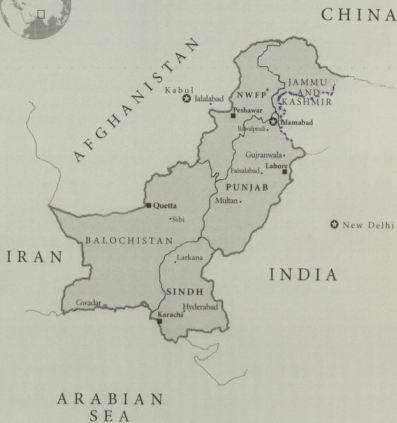 CHINA
AFGHANISTAN
Kabul
Jalalabad
NWFP
JAMMU
AND
KASHMIR
Peshawar
Islamabad
Rawalpindi
Gujranwala
Faisalabad
Lahore
PUNJAB
Multan
Quetta
Sibi
New Delhi
BALOCHISTAN
IRAN
Larkana
INDIA
SINDH
Gwadar
Hyderabad
Karachi
ARABIAN
SEA